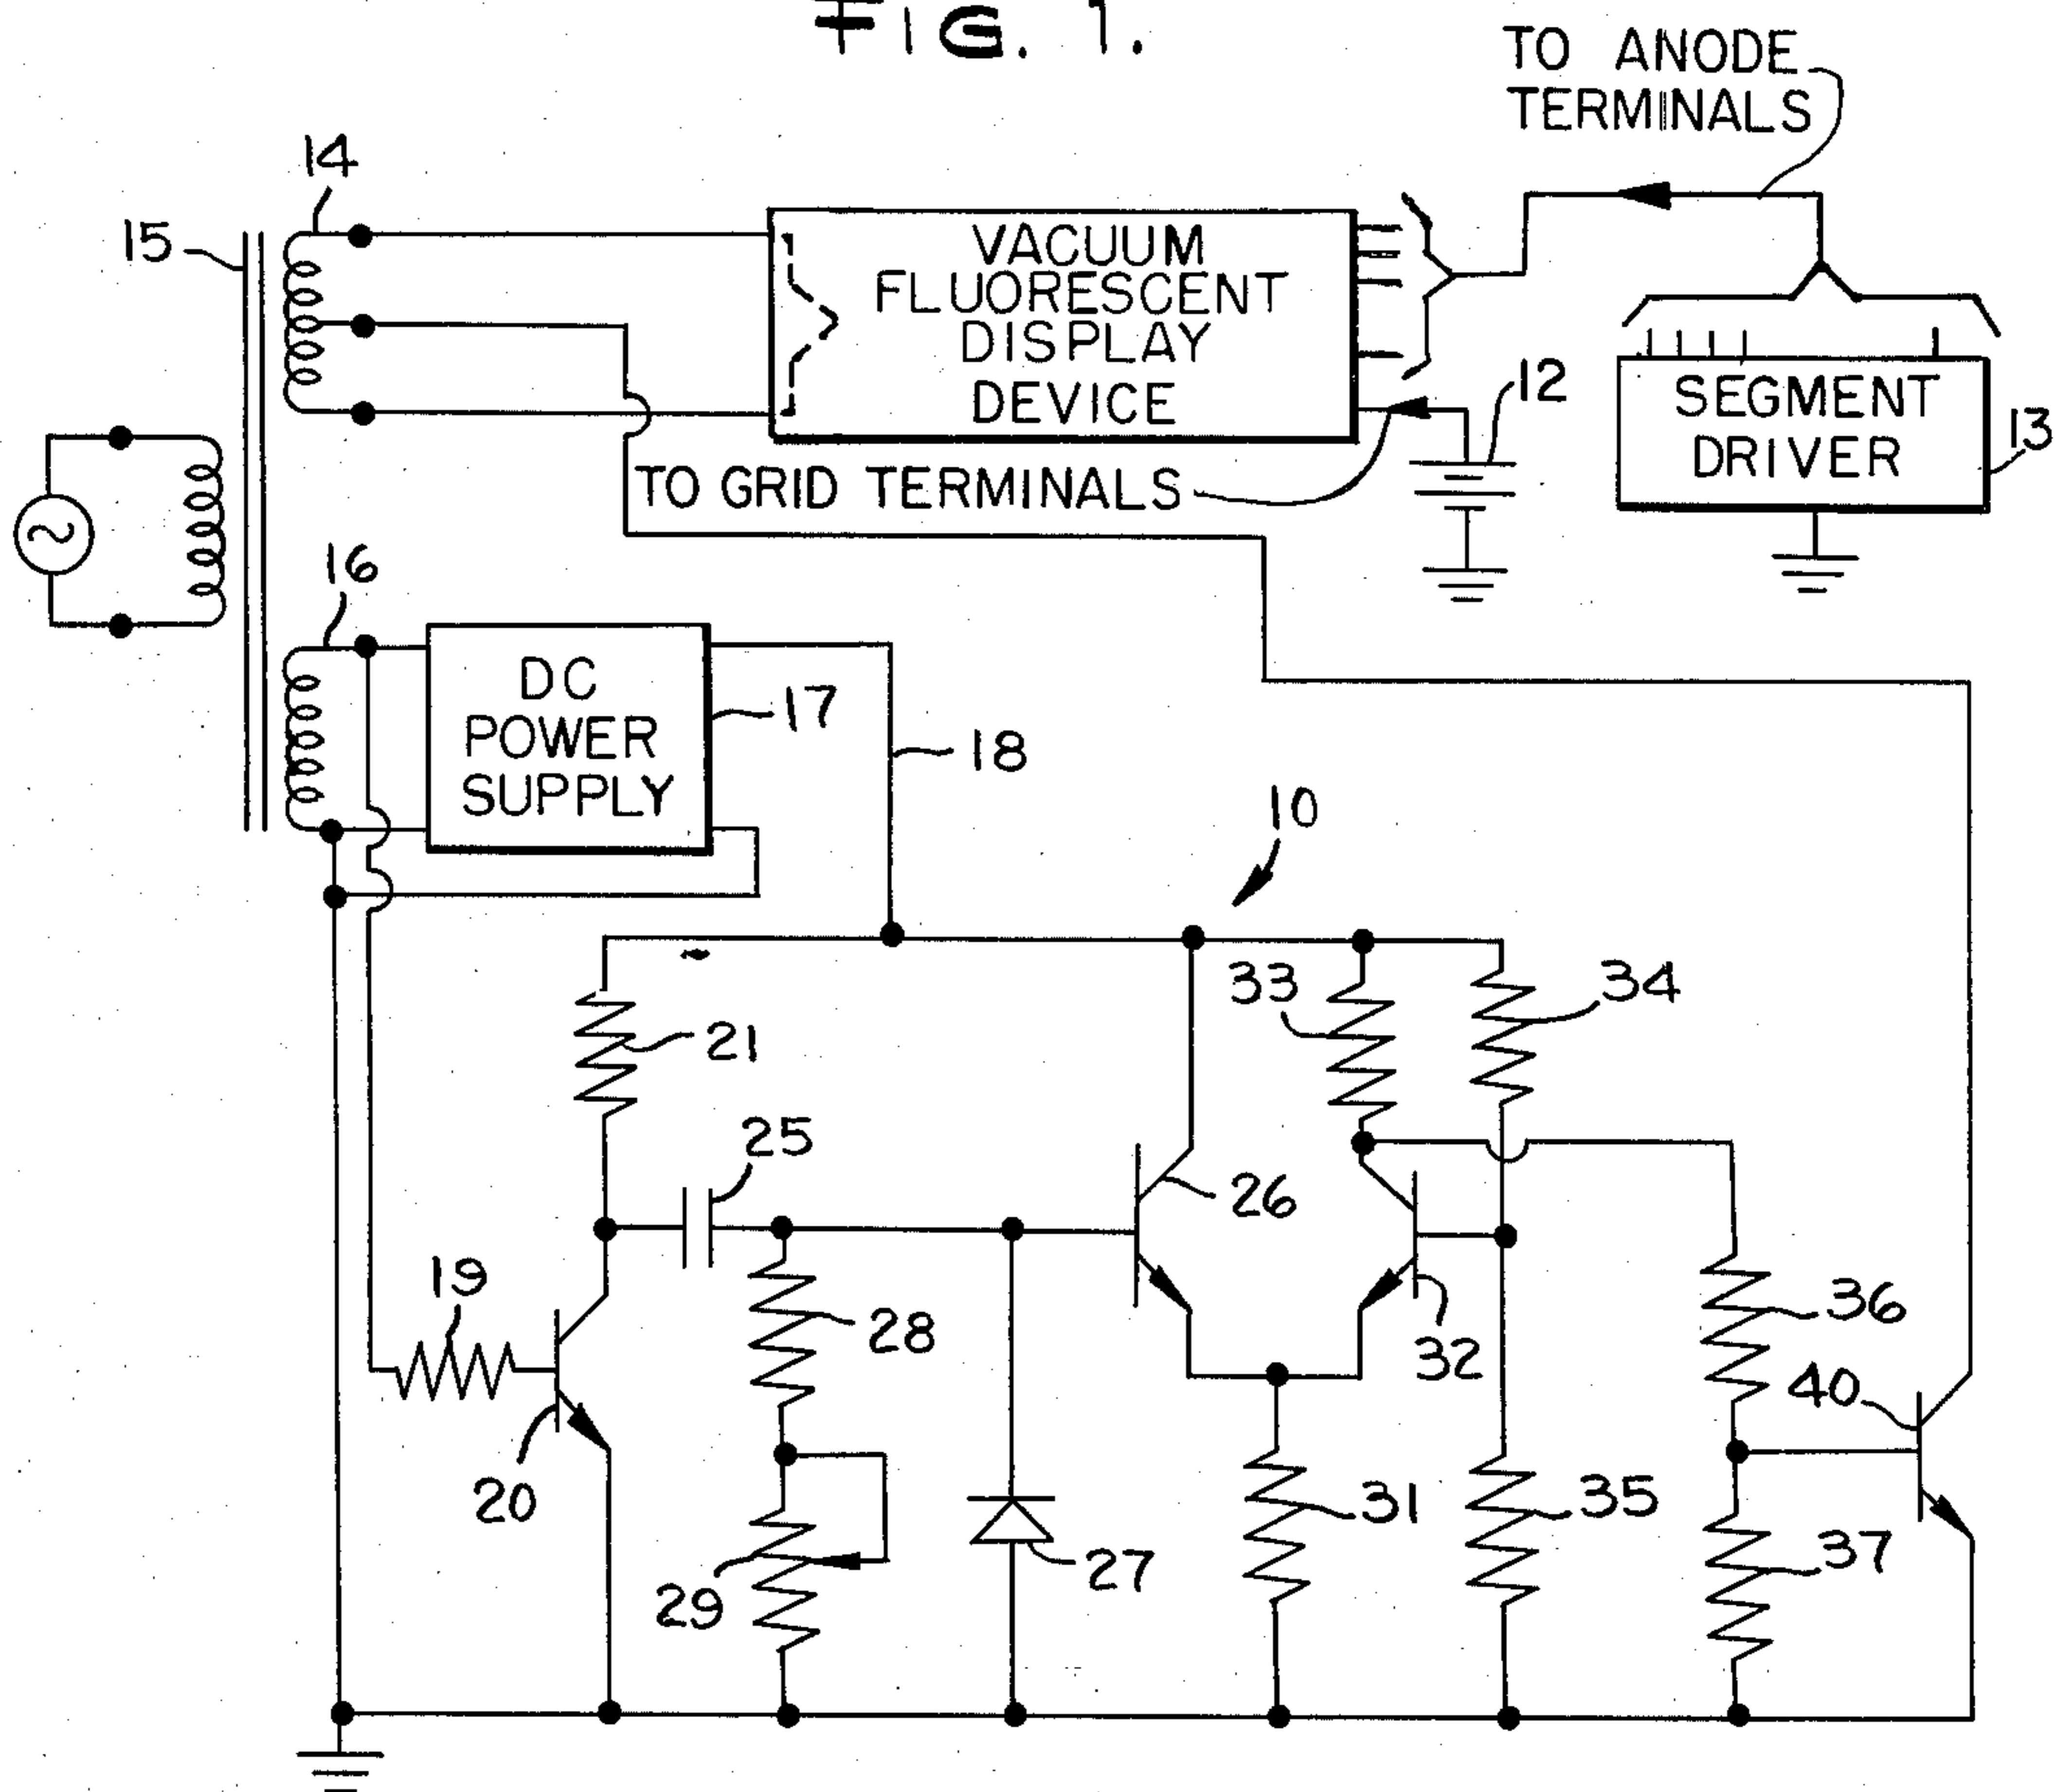 FIG. 1.
TO ANODE
TERMINALS
14
15
VACUUM
FLUORESCENT
DISPLAY
DEVICE
12
SEGMENT
DRIVER
13
TO GRID TERMINALS
16
DC
POWER
SUPPLY
17
18
10
33
34
21
25
26
19
28
32
36
40
20
31
35
37
29
27